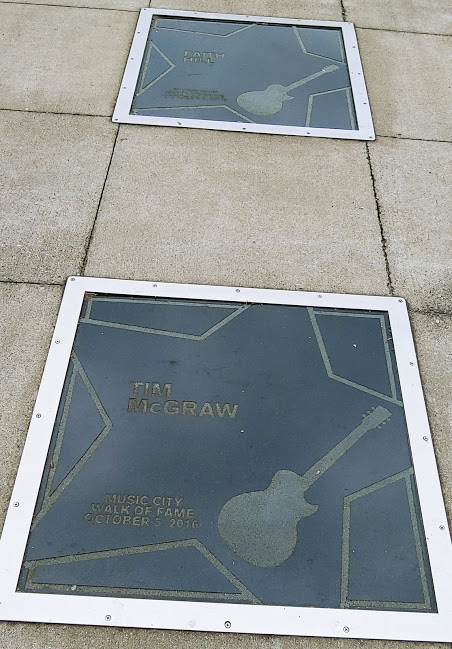 FAITH
HILL
TIM
McGRAW
MUSIC CITY
WALK OF FAME
OCTOBER 5, 2016